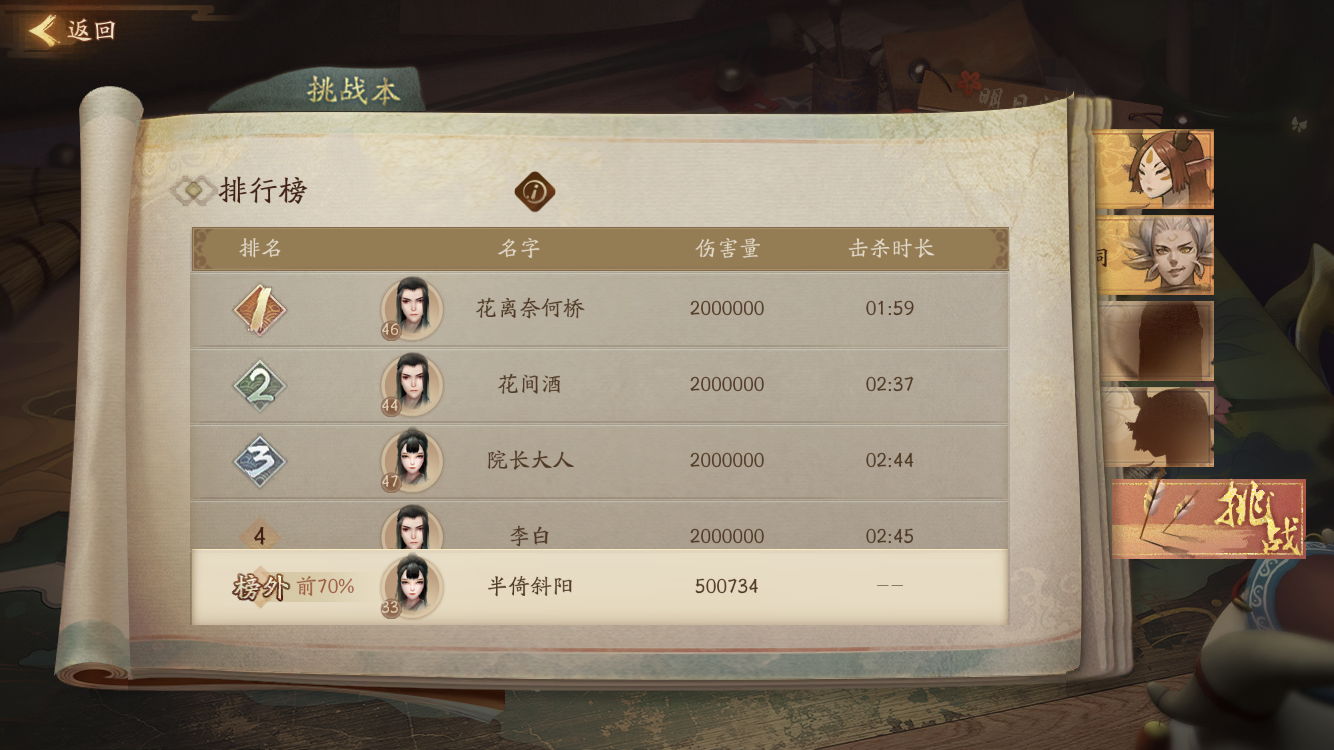 返回
挑战本
排行榜
排名 名字 伤害量 击杀时长
1 46 花离奈何桥 2000000 01:59
2 44 花间酒 2000000 02:37
3 47 院长大人 2000000 02:44
4 李白 2000000 02:45
榜外 前70% 33 半倚斜阳 500734 ——
挑战